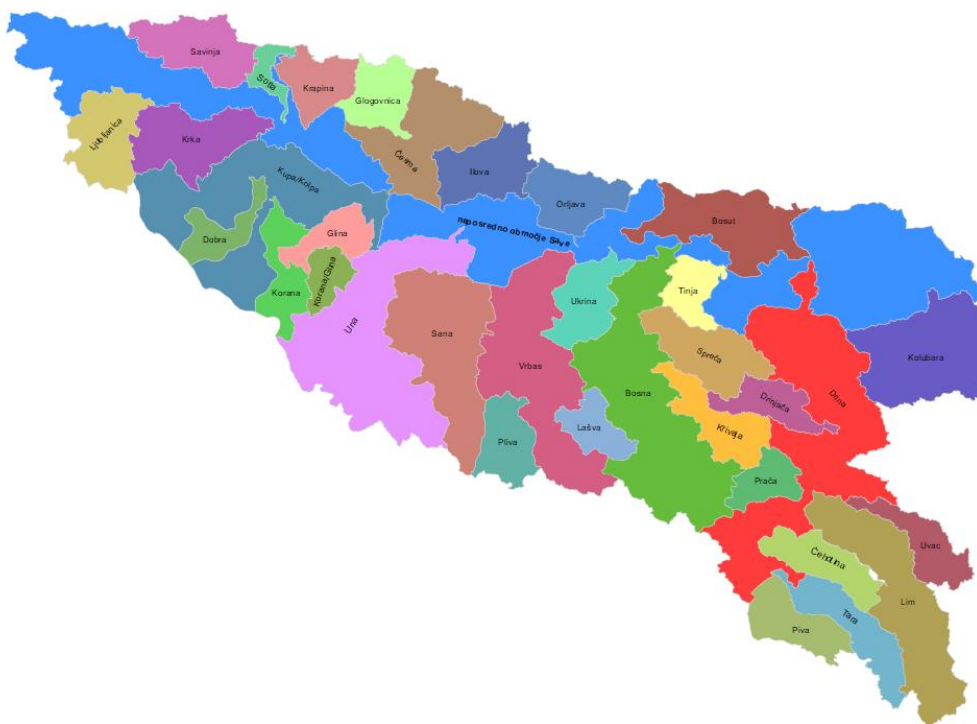 Savinja
Sotla
Krapina
Glogovnica
Ljubljanica
Krka
Česma
Ilova
Kupa/Kolpa
Orljava
Bosut
neposredno območje Save
Dobra
Glina
Korana/Glina
Korana
Una
Sana
Vrbas
Ukrina
Tinja
Bosna
Spreča
Drina
Kolubara
Drinjača
Krivaja
Lašva
Pliva
Prača
Uvac
Ćehotina
Lim
Tara
Piva